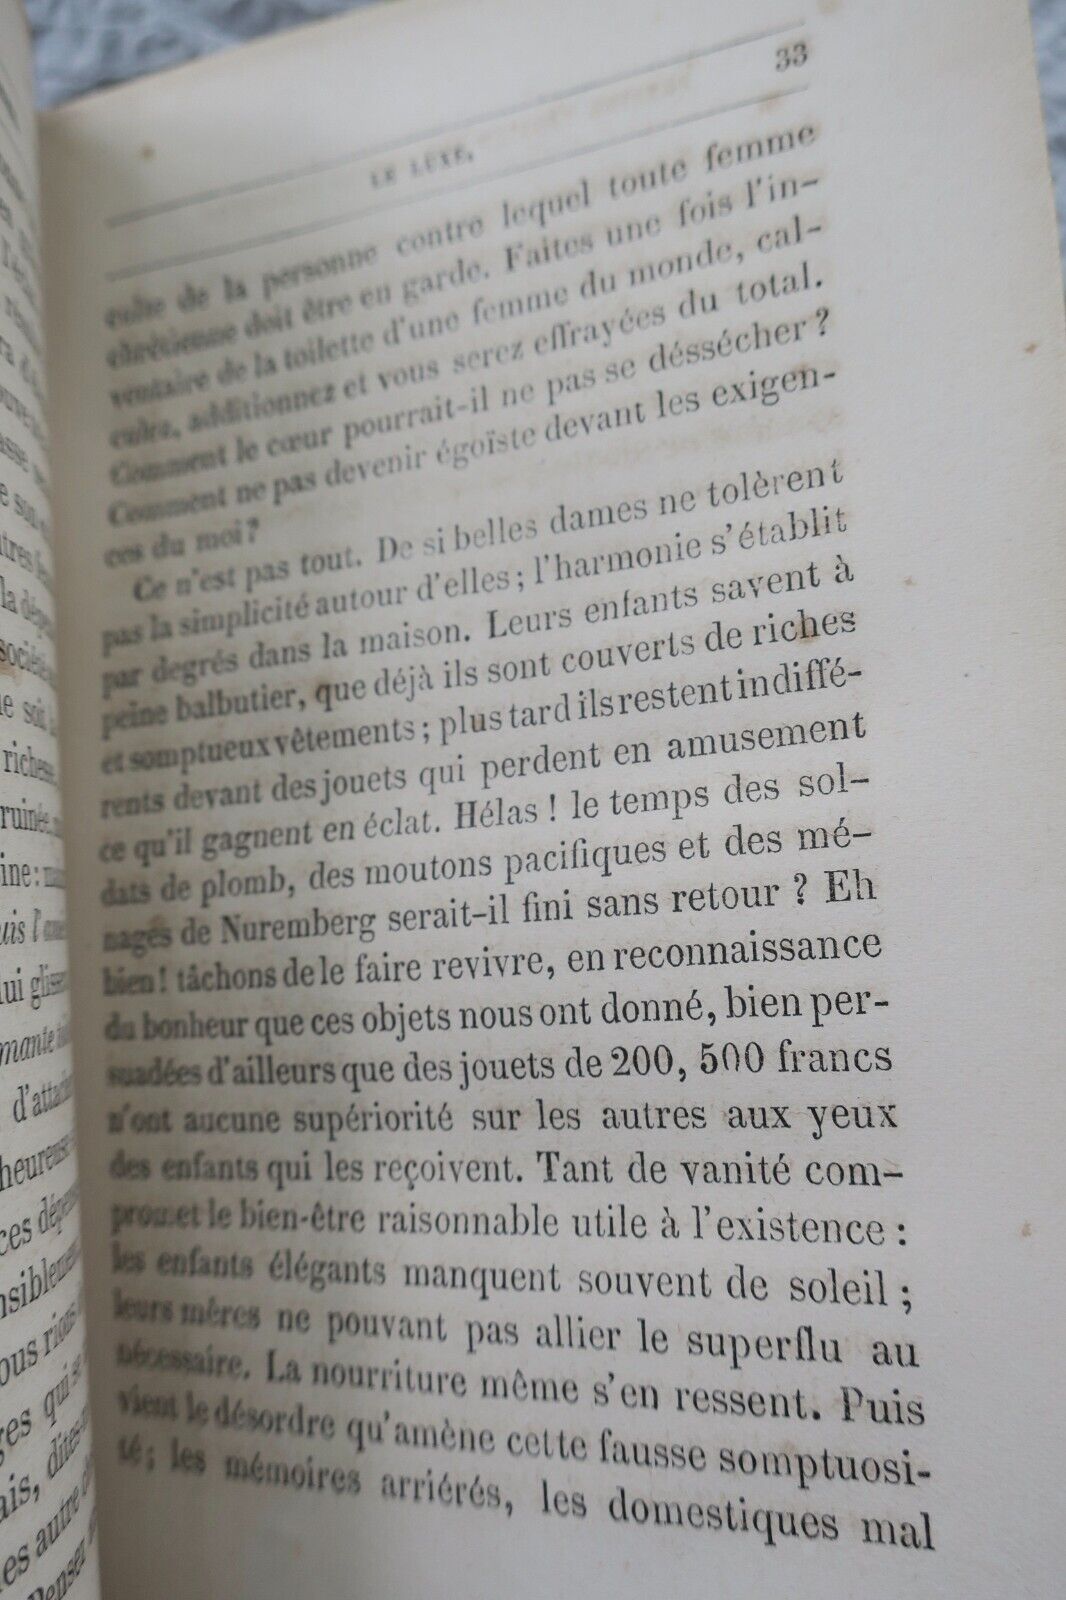 33
LE LUXE.
culte de la personne contre lequel toute femme
chrétienne doit être en garde. Faites une fois l'in-
ventaire de la toilette d'une femme du monde, cal-
culez, additionnez et vous serez effrayées du total.
Comment le cœur pourrait-il ne pas se déssécher ?
Comment ne pas devenir égoïste devant les exigen-
ces du moi ?
Ce n'est pas tout. De si belles dames ne tolèrent
pas la simplicité autour d'elles ; l'harmonie s'établit
par degrés dans la maison. Leurs enfants savent à
peine balbutier, que déjà ils sont couverts de riches
et somptueux vêtements ; plus tard ils restent indiffé-
rents devant des jouets qui perdent en amusement
ce qu'il gagnent en éclat. Hélas ! le temps des sol-
dats de plomb, des moutons pacifiques et des mé-
nages de Nuremberg serait-il fini sans retour ? Eh
bien ! tâchons de le faire revivre, en reconnaissance
du bonheur que ces objets nous ont donné, bien per-
suadées d'ailleurs que des jouets de 200, 500 francs
n'ont aucune supériorité sur les autres aux yeux
des enfants qui les reçoivent. Tant de vanité com-
promet le bien-être raisonnable utile à l'existence :
les enfants élégants manquent souvent de soleil ;
leurs mères ne pouvant pas allier le superflu au
nécessaire. La nourriture même s'en ressent. Puis
vient le désordre qu'amène cette fausse somptuosi-
té ; les mémoires arriérés, les domestiques mal